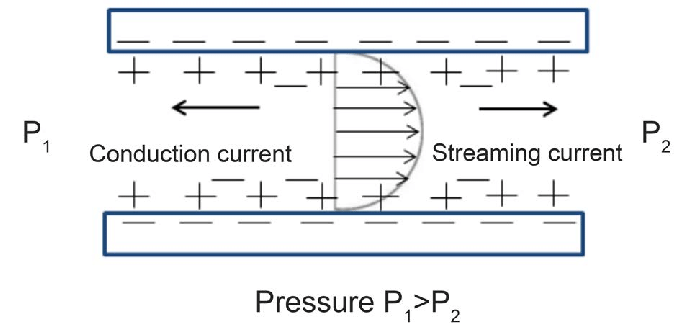 P1
Conduction current
Streaming current
P2
Pressure P1>P2